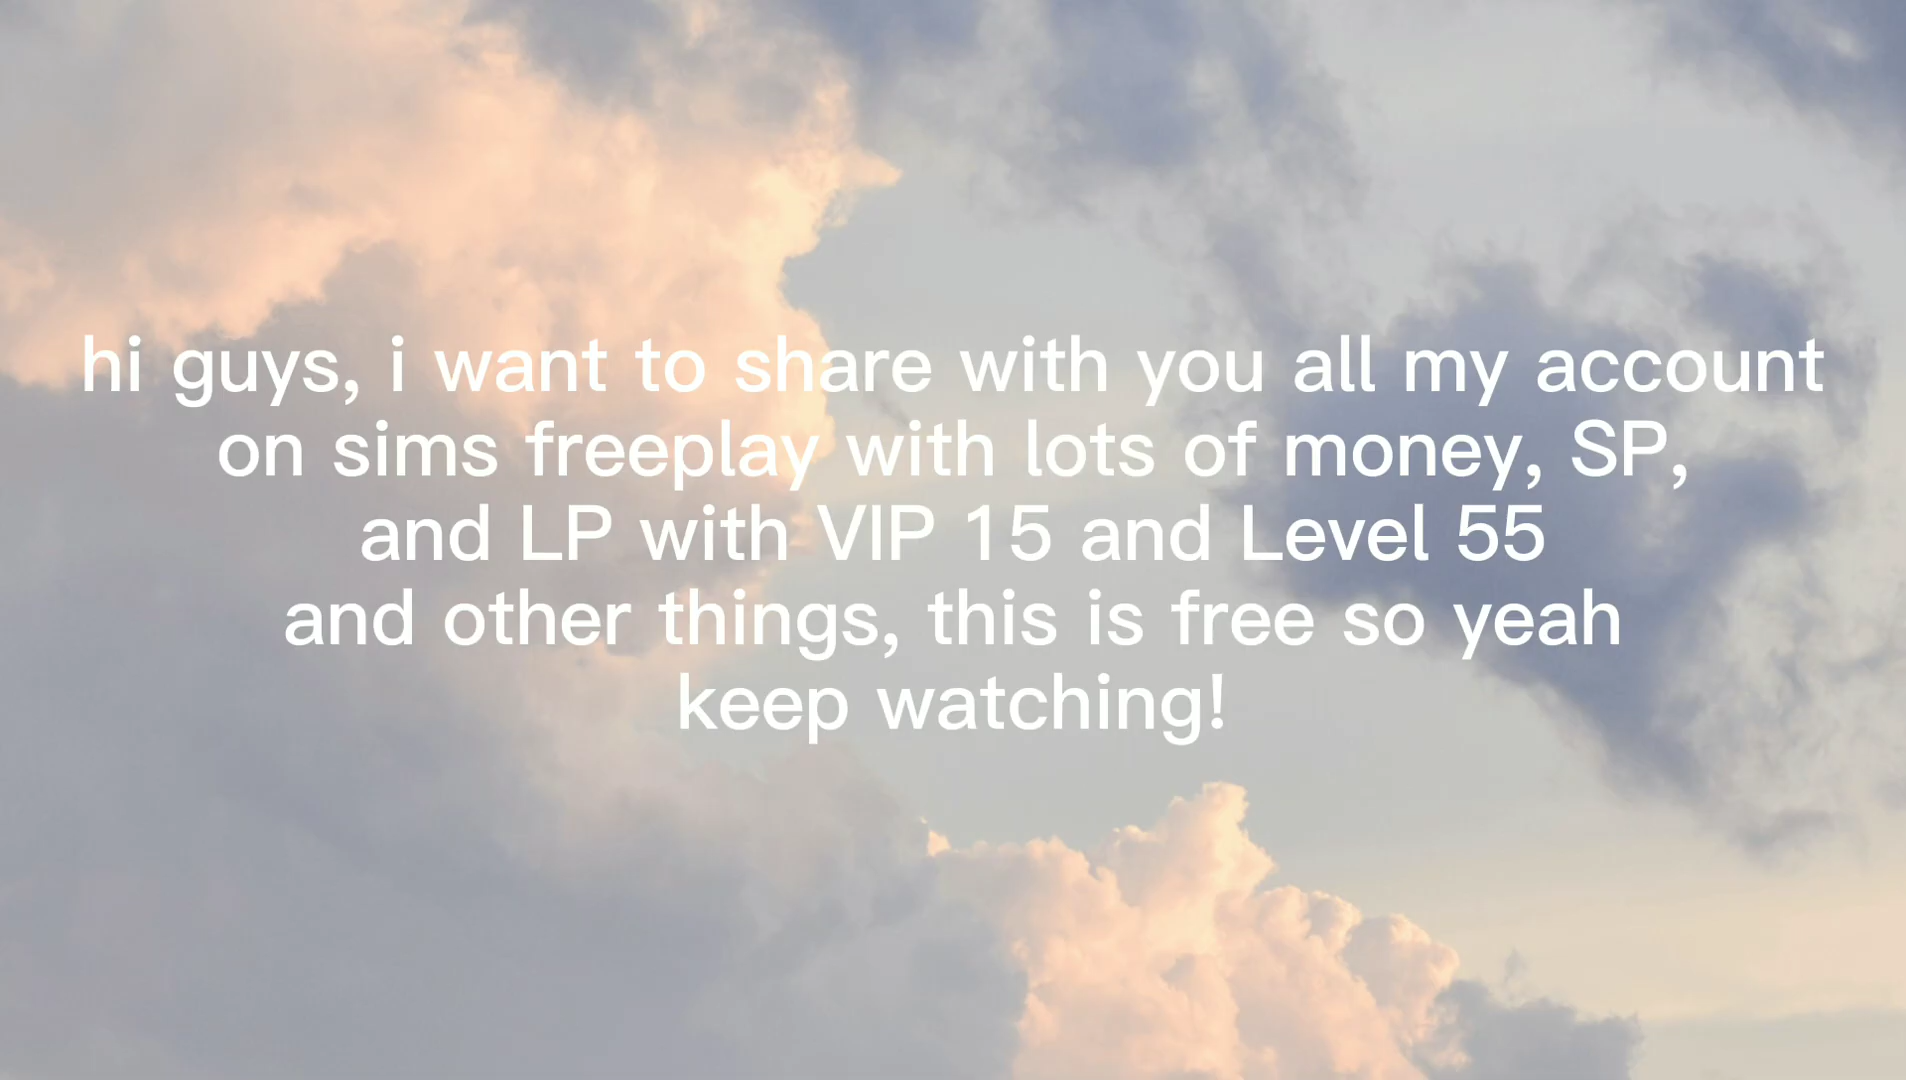 hi guys, i want to share with you all my account
on sims freeplay with lots of money, SP,
and LP with VIP 15 and Level 55
and other things, this is free so yeah
keep watching!